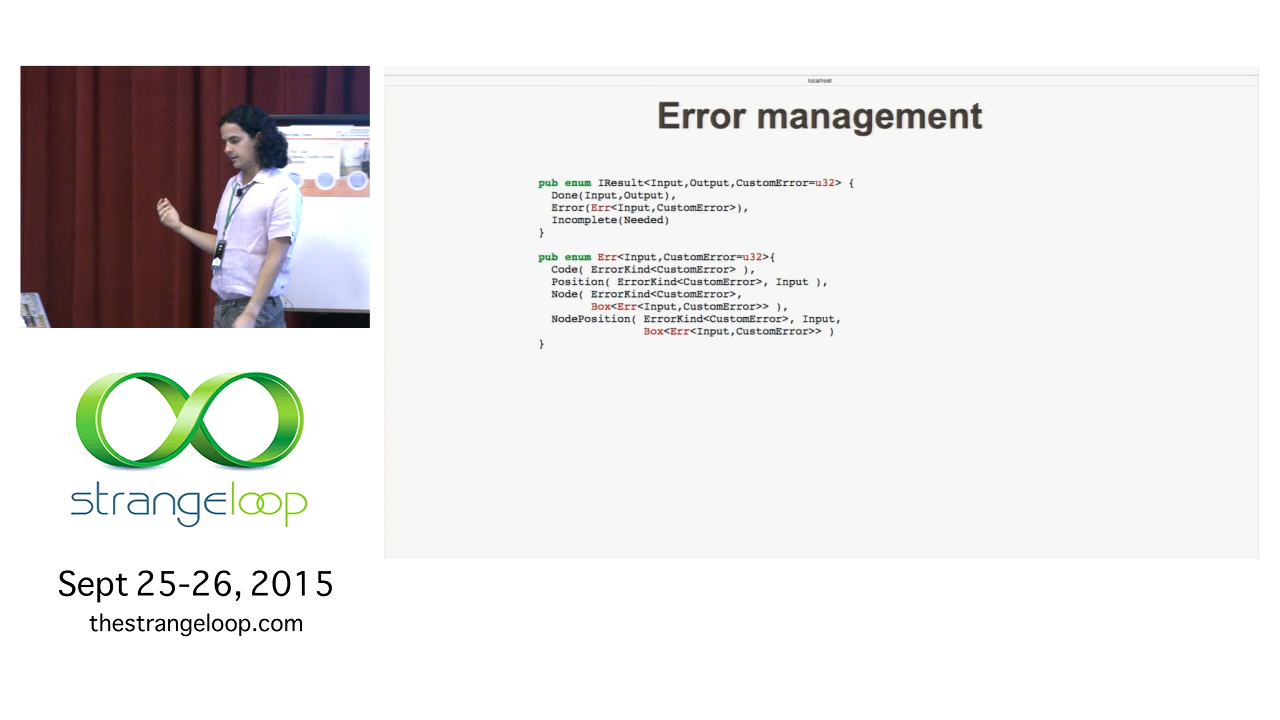 localhost
Error management
pub enum IResult<Input,Output,CustomError=u32> {
  Done(Input,Output),
  Error(Err<Input,CustomError>),
  Incomplete(Needed)
}
pub enum Err<Input,CustomError=u32>{
  Code( ErrorKind<CustomError> ),
  Position( ErrorKind<CustomError>, Input ),
  Node( ErrorKind<CustomError>,
        Box<Err<Input,CustomError>> ),
  NodePosition( ErrorKind<CustomError>, Input,
                Box<Err<Input,CustomError>> )
}
strangeloop
Sept 25-26, 2015
thestrangeloop.com